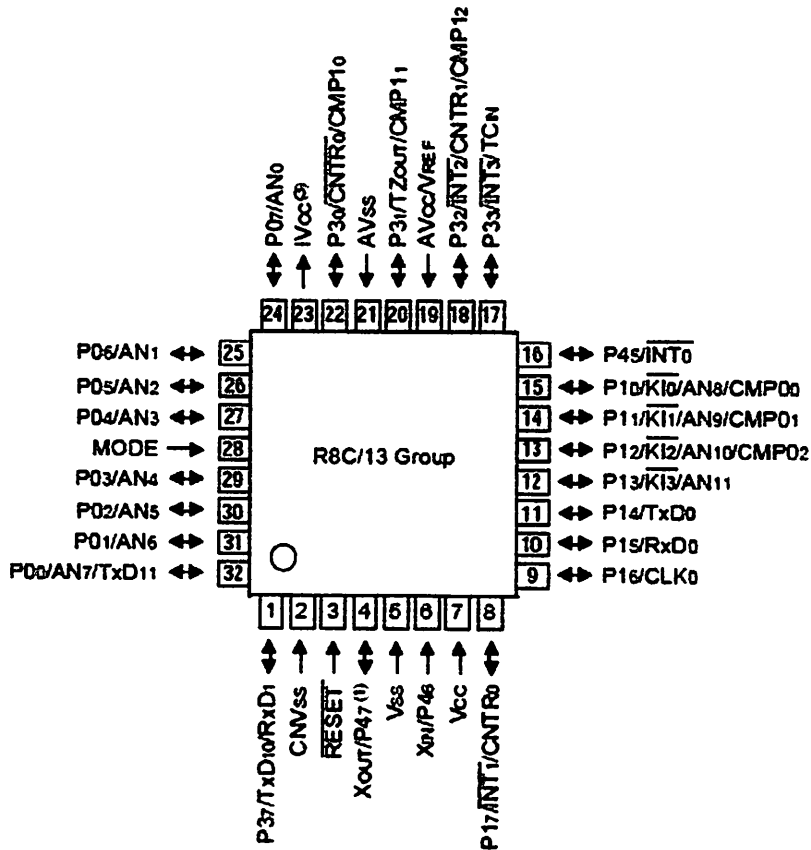 P07/AN0
IVCC(3)
P30/CNTR0/CMP10
AVSS
P31/TZOUT/CMP11
AVCC/VREF
P32/INT2/CNTR1/CMP12
P33/INT3/TCIN
24 23 22 21 20 19 18 17
P06/AN1 25
P05/AN2 26
P04/AN3 27
MODE 28
P03/AN4 29
P02/AN5 30
P01/AN6 31
P00/AN7/TxD11 32
R8C/13 Group
16 P45/INT0
15 P10/KI0/AN8/CMP00
14 P11/KI1/AN9/CMP01
13 P12/KI2/AN10/CMP02
12 P13/KI3/AN11
11 P14/TxD0
10 P15/RxD0
9 P16/CLK0
1 2 3 4 5 6 7 8
P37/TxD10/RxD1
CNVSS
RESET
XOUT/P47(1)
VSS
XIN/P46
VCC
P17/INT1/CNTR0